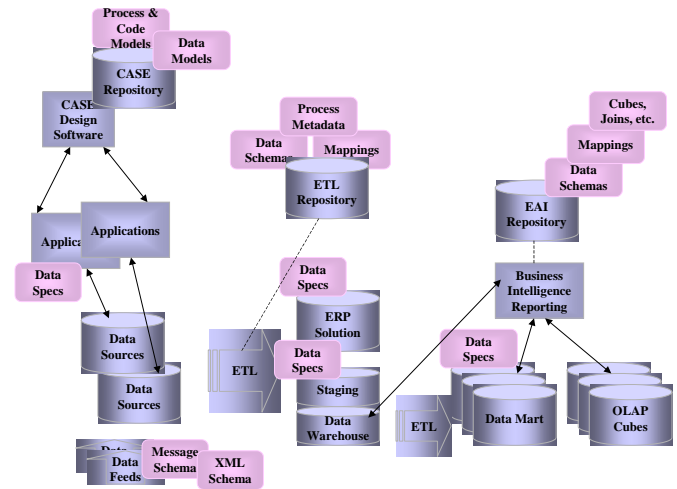 Process &
Code
Models
Data
Models
CASE
Repository
CASE
Design
Software
Process
Metadata
Data
Schemas
Mappings
ETL
Repository
Cubes,
Joins, etc.
Mappings
Data
Schemas
EAI
Repository
Applications
Data
Specs
Data
Specs
Business
Intelligence
Reporting
Data
Sources
ERP
Solution
ETL
Data
Specs
Data
Specs
Data
Sources
Staging
Data
Warehouse
ETL
Data Mart
OLAP
Cubes
Data
Data
Feeds
Message
Schema
XML
Schema